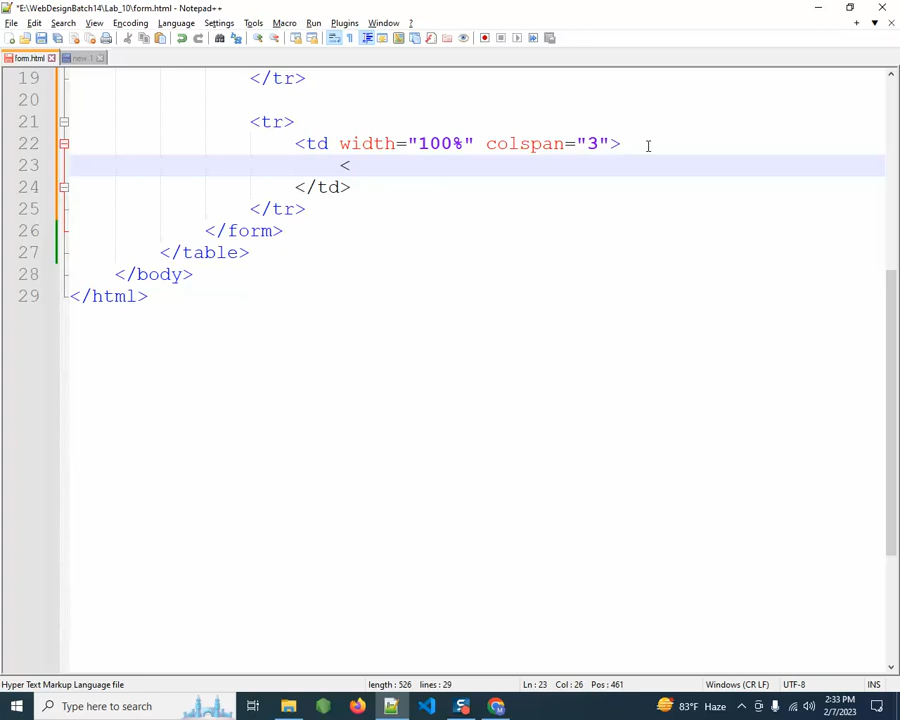 *E:\WebDesignBatch14\Lab_10\form.html - Notepad++
File Edit Search View Encoding Language Settings Tools Macro Run Plugins Window ?
form.html new 1
19 </tr>
20
21 <tr>
22 <td width="100%" colspan="3">
23 <
24 </td>
25 </tr>
26 </form>
27 </table>
28 </body>
29 </html>
Hyper Text Markup Language file length : 526 lines : 29 Ln : 23 Col : 26 Pos : 461 Windows (CR LF) UTF-8 INS
Type here to search 83°F Haze 2:33 PM
2/7/2023